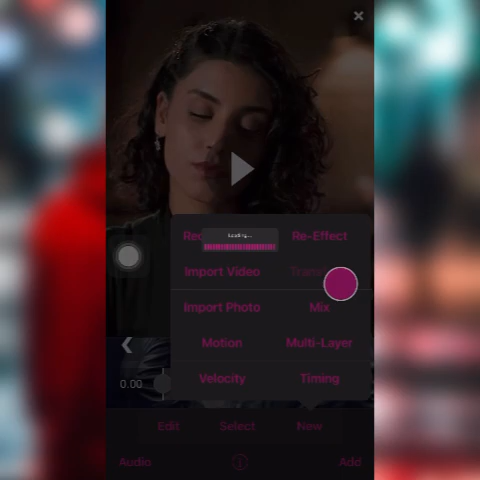 Loading...
Re-Effect
Import Video
Import Photo Mix
Motion Multi-Layer
Velocity Timing
0.00
Edit Select New
Audio Add